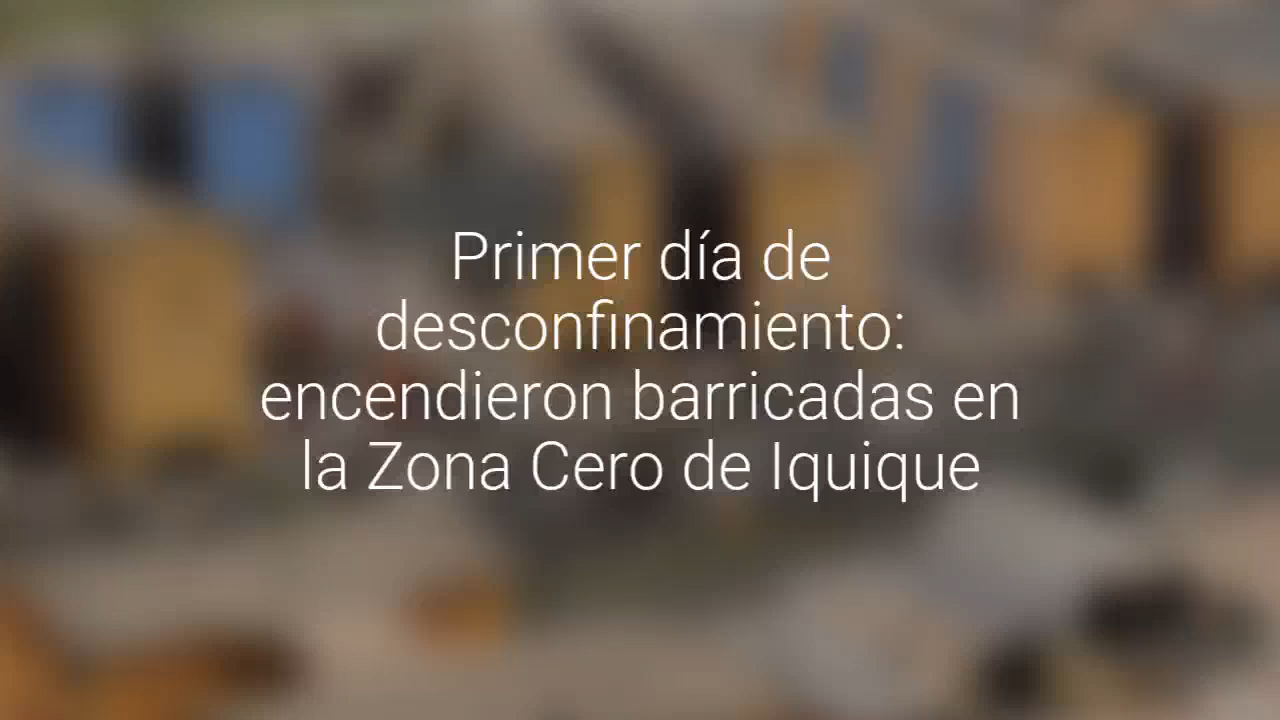 Primer día de
desconfinamiento:
encendieron barricadas en
la Zona Cero de Iquique